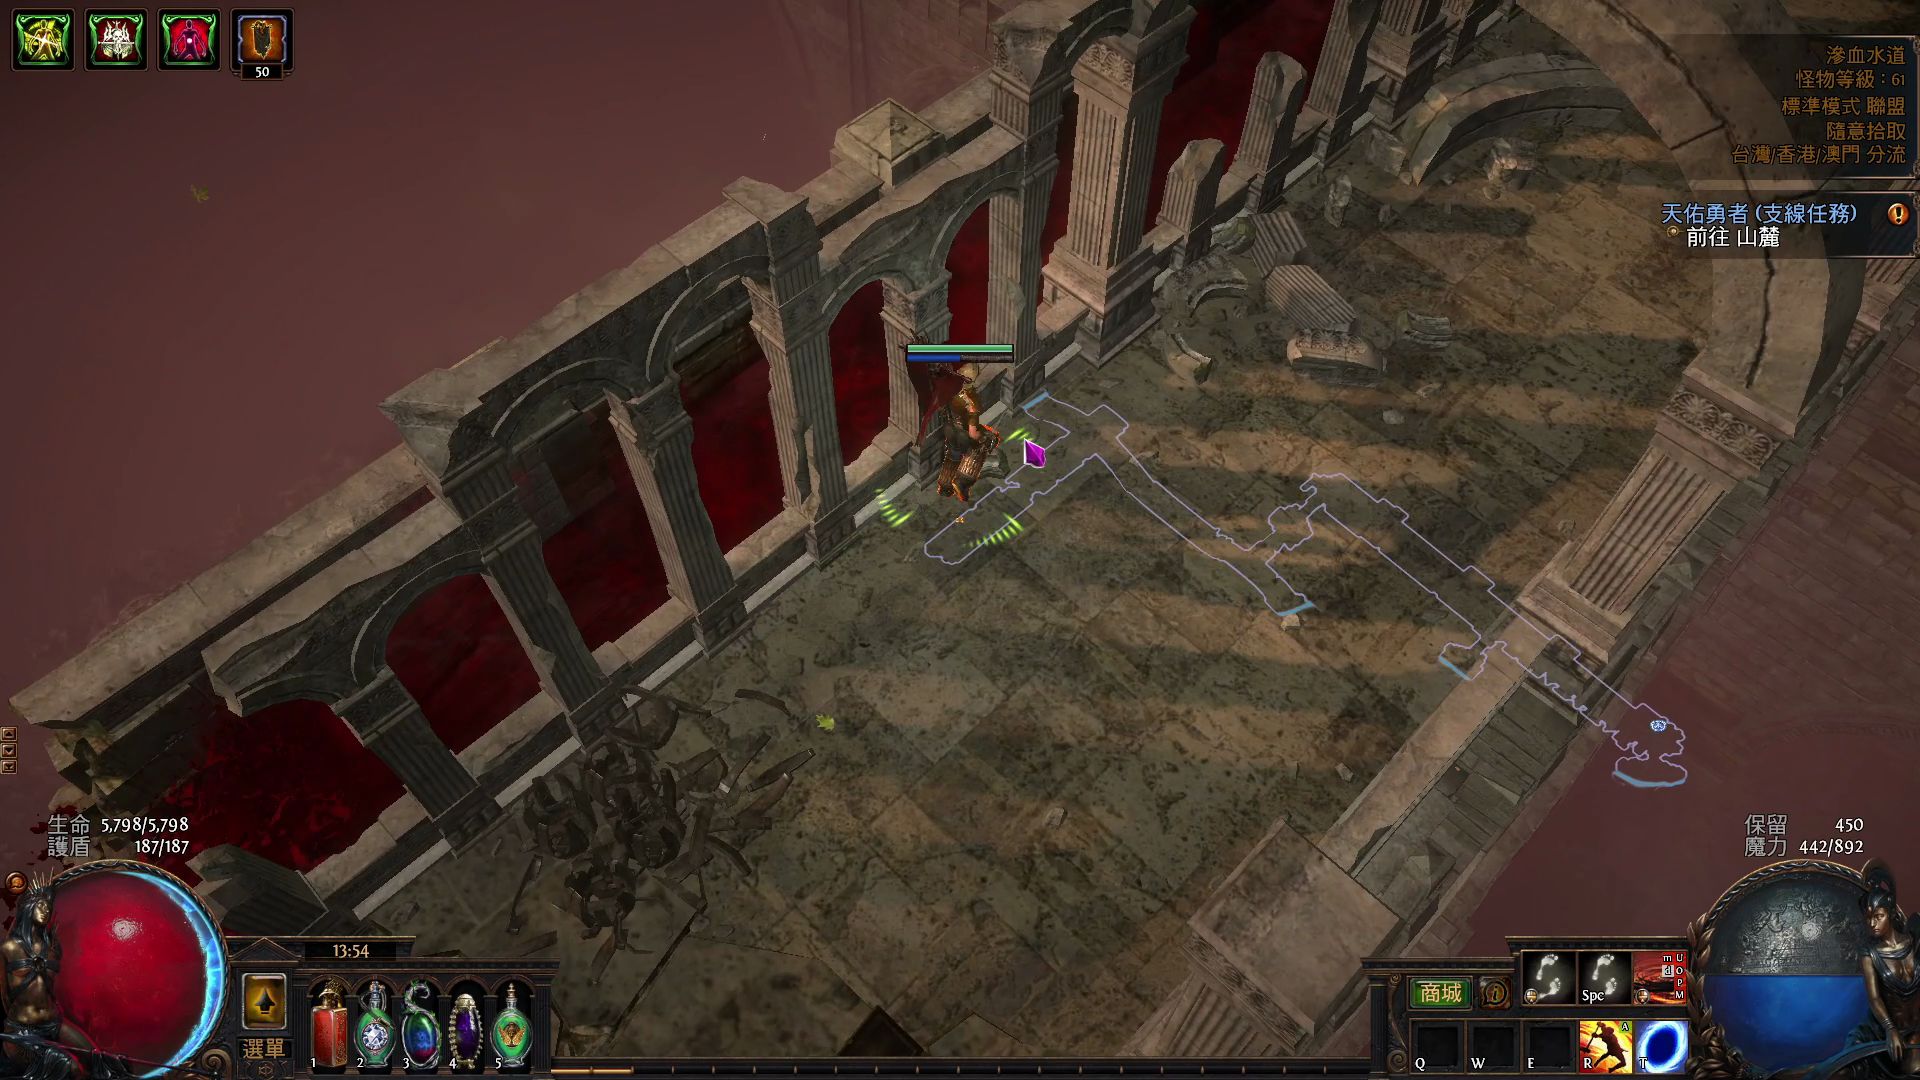 50
滲血水道
怪物等級：61
標準模式 聯盟
隨意拾取
台灣/香港/澳門 分流
天佑勇者 (支線任務)
前往 山麓
生命 5,798/5,798
護盾 187/187
保留 450
魔力 442/892
13:54
選單
1 2 3 4 5
商城
Spc
m U
d O
P
M
A
Q W E R T